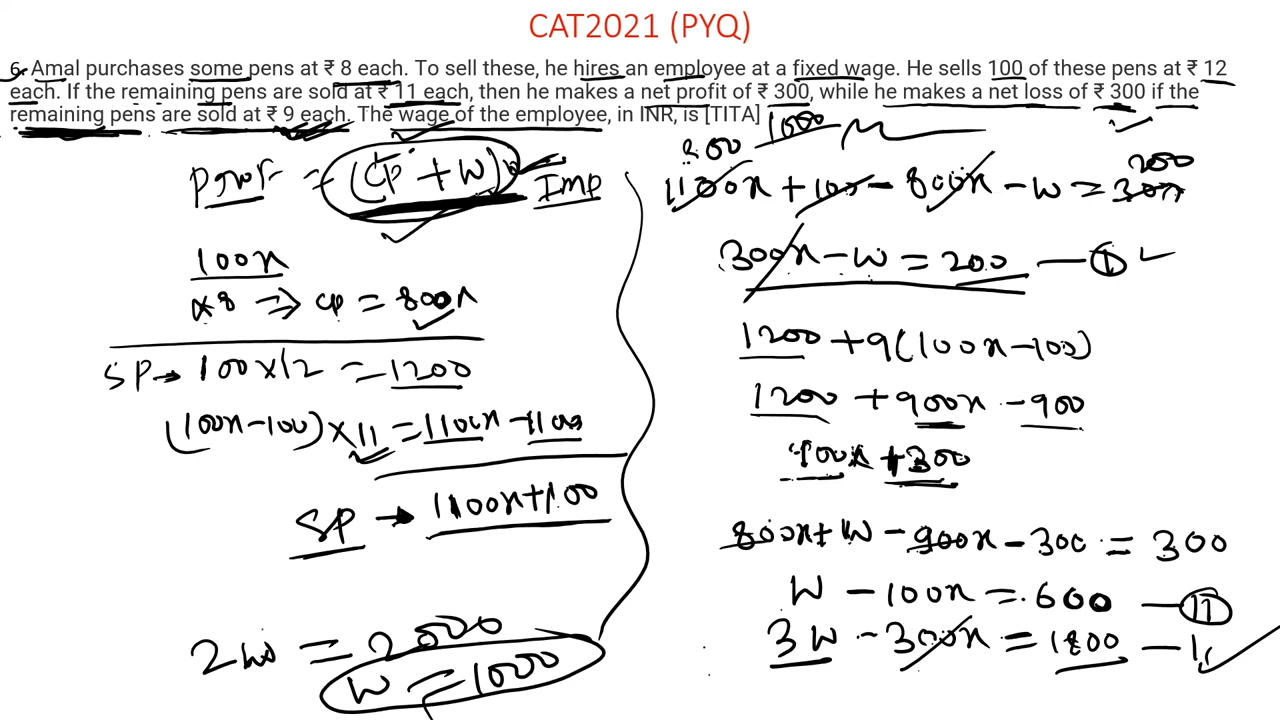 CAT2021 (PYQ)
6. Amal purchases some pens at ₹ 8 each. To sell these, he hires an employee at a fixed wage. He sells 100 of these pens at ₹ 12
each. If the remaining pens are sold at ₹ 11 each, then he makes a net profit of ₹ 300, while he makes a net loss of ₹ 300 if the
remaining pens are sold at ₹ 9 each. The wage of the employee, in INR, is [TITA]
= (CP + W) Imp
100x
×8 => CP = 800x
SP → 100×12 = 1200
(100x-100) × 11 = 1100x - 1100
SP → 1100x+100
2W = 2000
W = 1000
1000
200
1100x + 100 - 800x - W = 300
300x - W = 200 — I
1200 + 9(100x-100)
1200 + 900x - 900
900x + 300
800x + W - 900x - 300 = 300
W - 100x = 600 — II
3W - 300x = 1800